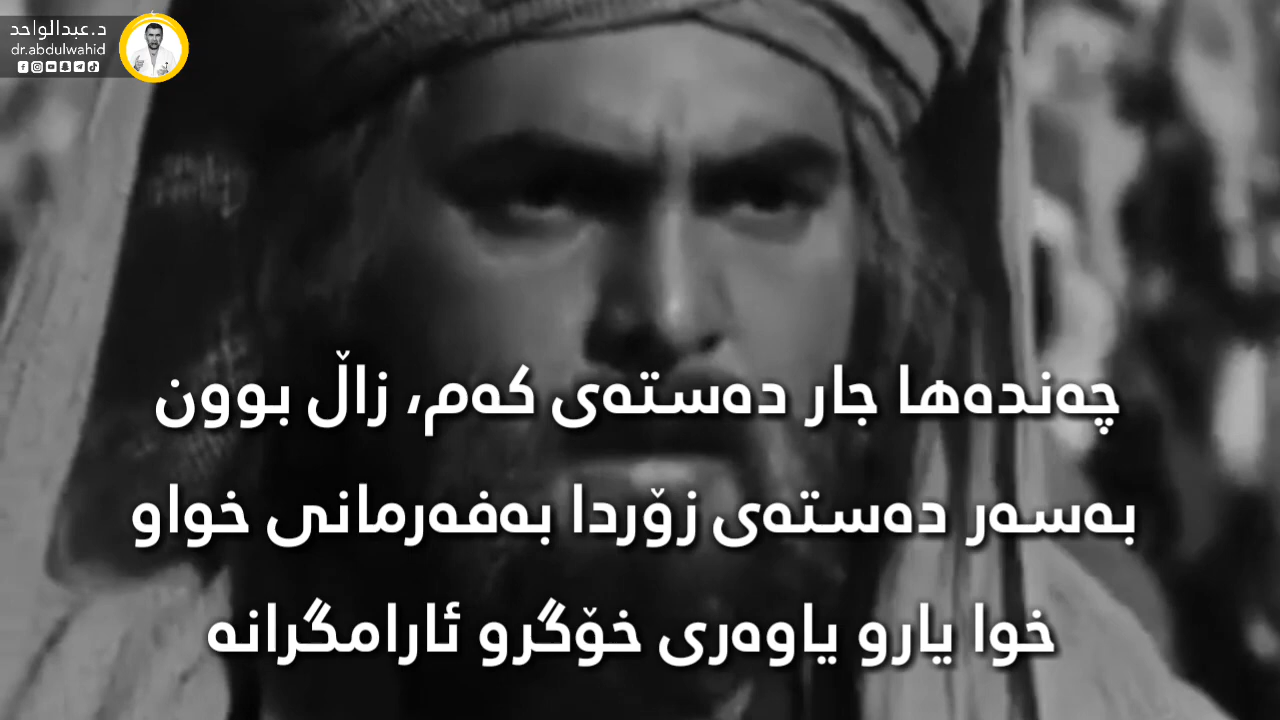 د.عبدالواحد
dr.abdulwahid
چەندەها جار دەستەی کەم، زاڵ بوون
بەسەر دەستەی زۆردا بەفەرمانی خواو
خوا یارو یاوەری خۆگرو ئارامگرانە